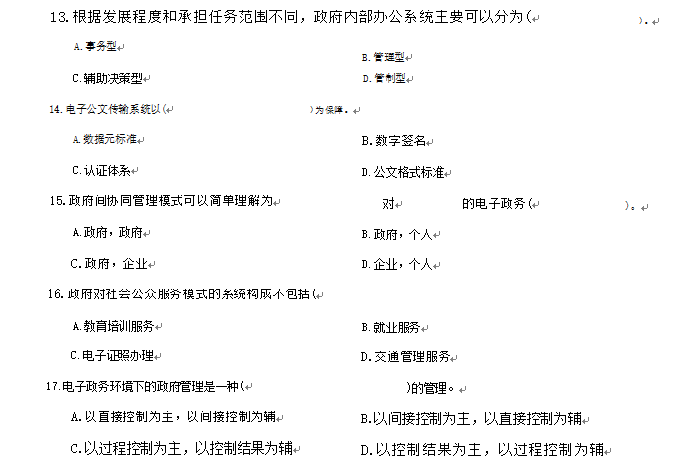 13.根据发展程度和承担任务范围不同，政府内部办公系统主要可以分为(↵ ).↵
A.事务型↵
B.管理型↵
C.辅助决策型↵ D.管制型↵
14.电子公文传输系统以(↵ )为保障。↵
A.数据元标准↵ B.数字签名↵
C.认证体系↵ D.公文格式标准↵
15.政府间协同管理模式可以简单理解为↵ 对↵ 的电子政务(↵ )。↵
A.政府，政府↵ B.政府，个人↵
C.政府，企业↵ D.企业，个人↵
16.政府对社会公众服务模式的系统构成不包括(↵
A.教育培训服务↵ B.就业服务↵
C.电子证照办理↵ D.交通管理服务↵
17.电子政务环境下的政府管理是一种(↵ )的管理。↵
A.以直接控制为主，以间接控制为辅↵ B.以间接控制为主，以直接控制为辅↵
C.以过程控制为主，以控制结果为辅↵ D.以控制结果为主，以过程控制为辅↵